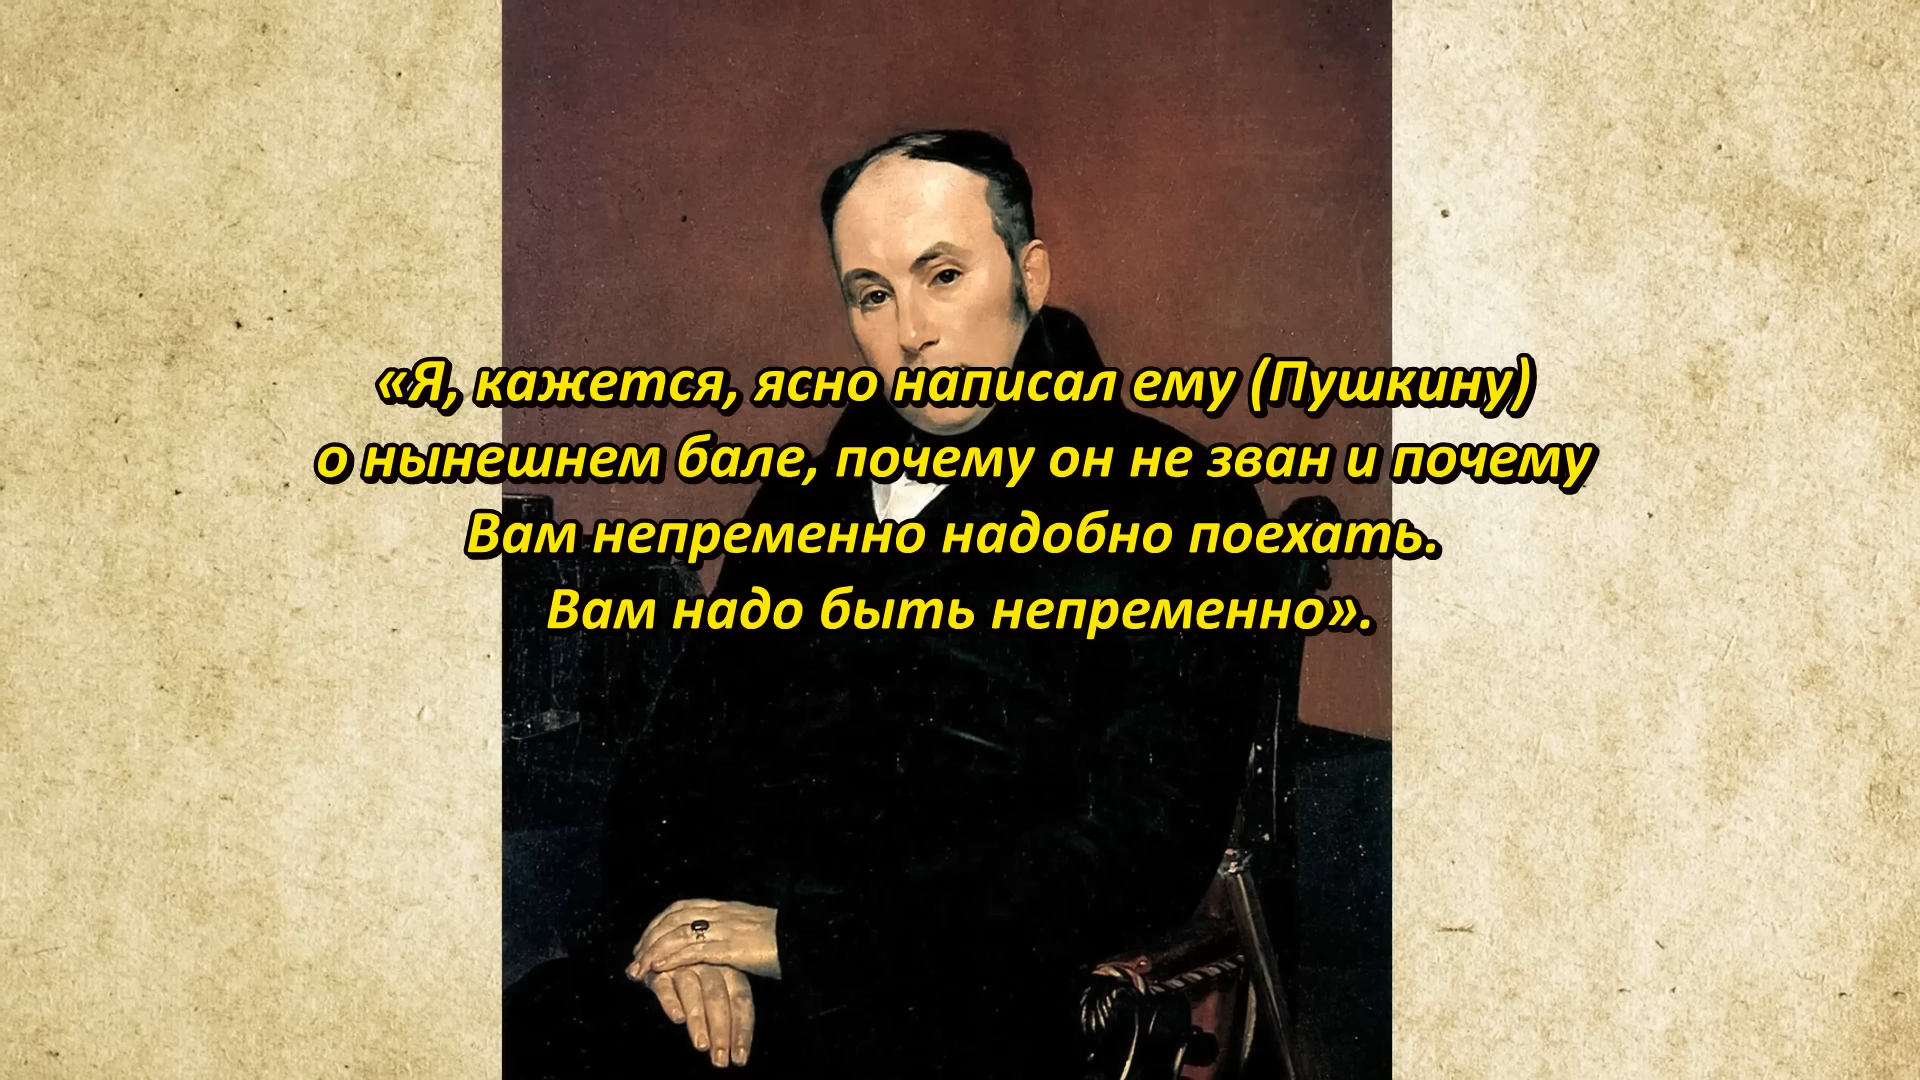 «Я, кажется, ясно написал ему (Пушкину)
о нынешнем бале, почему он не зван и почему
Вам непременно надобно поехать.
Вам надо быть непременно».